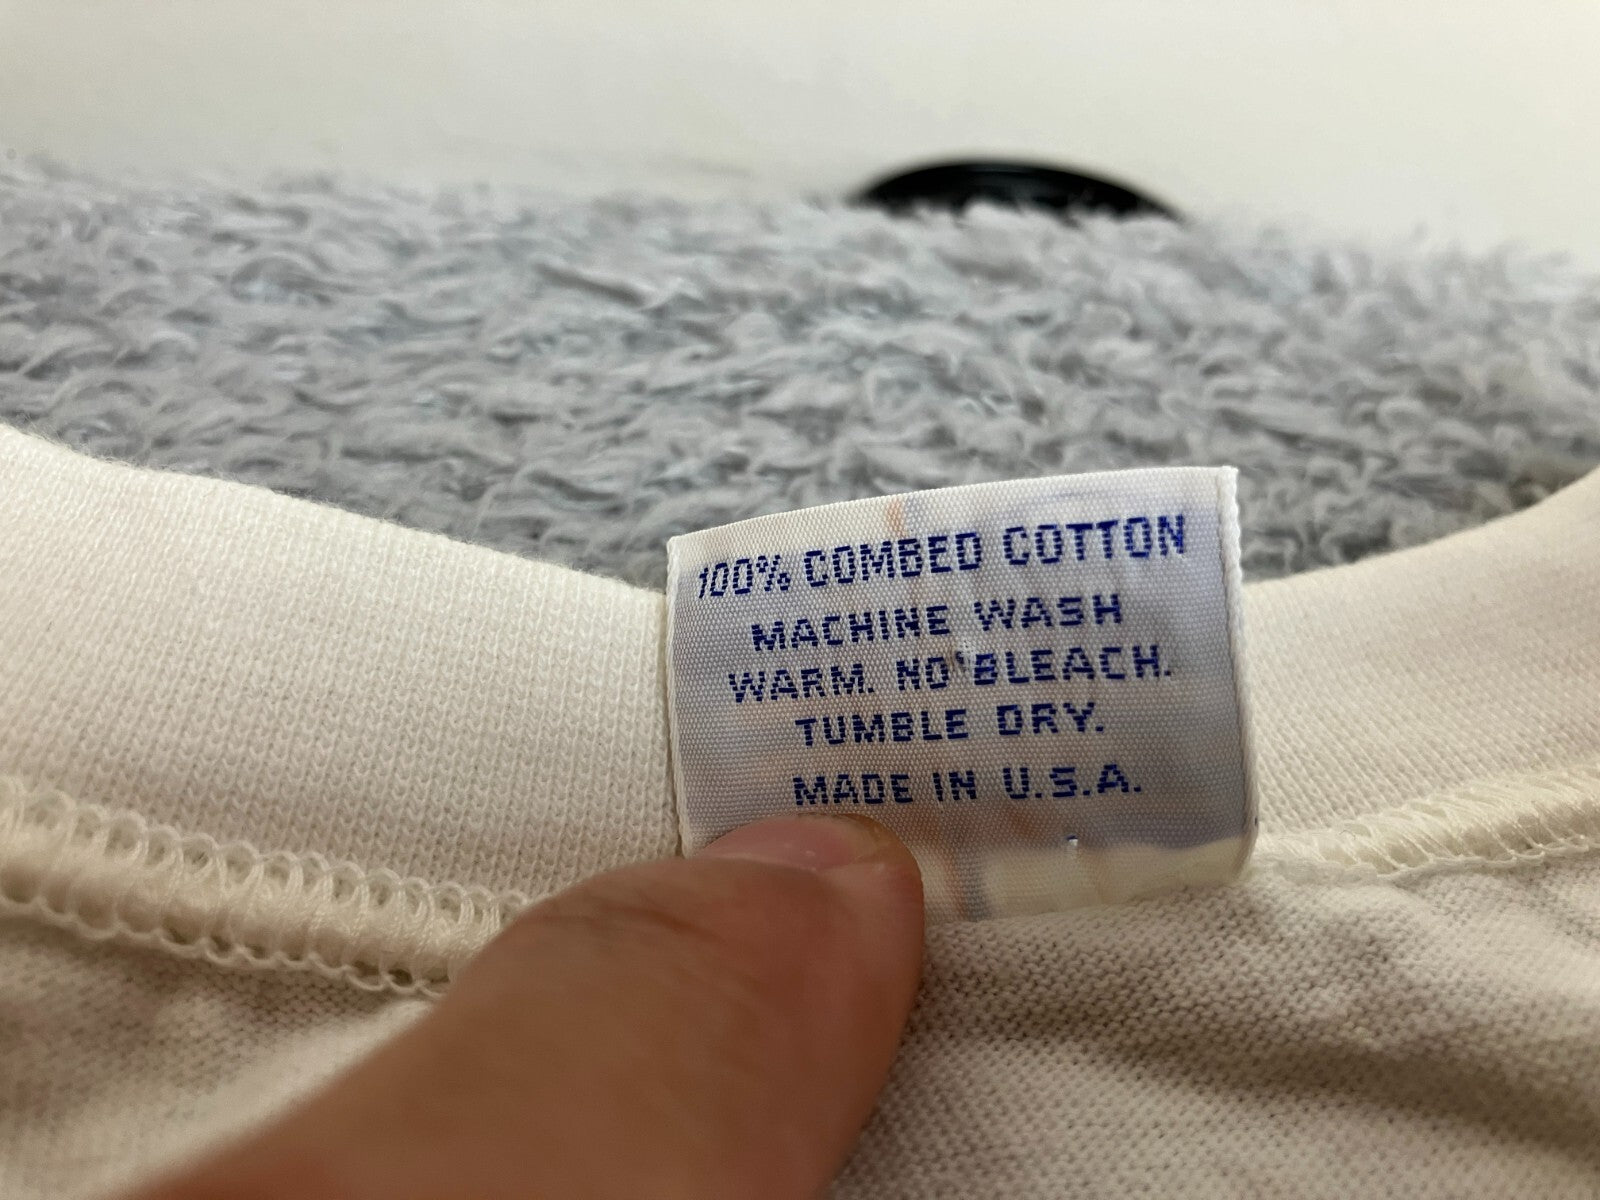 100% COMBED COTTON
MACHINE WASH
WARM. NO BLEACH.
TUMBLE DRY.
MADE IN U.S.A.